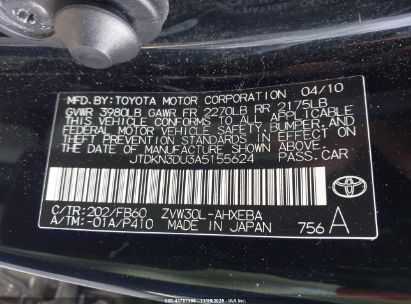 MFD.BY: TOYOTA MOTOR CORPORATION 04/10
GVWR 3980LB GAWR FR 2270LB RR 2175LB
THIS VEHICLE CONFORMS TO ALL APPLICABLE
FEDERAL MOTOR VEHICLE SAFETY, BUMPER, AND
THEFT PREVENTION STANDARDS IN EFFECT ON
THE DATE OF MANUFACTURE SHOWN ABOVE.
JTDKN3DU3A5155624 PASS.CAR
TOYOTA
C/TR: 202/FB60 ZVW30L-AHXEBA
A/TM: -01A/P410 MADE IN JAPAN 756 A